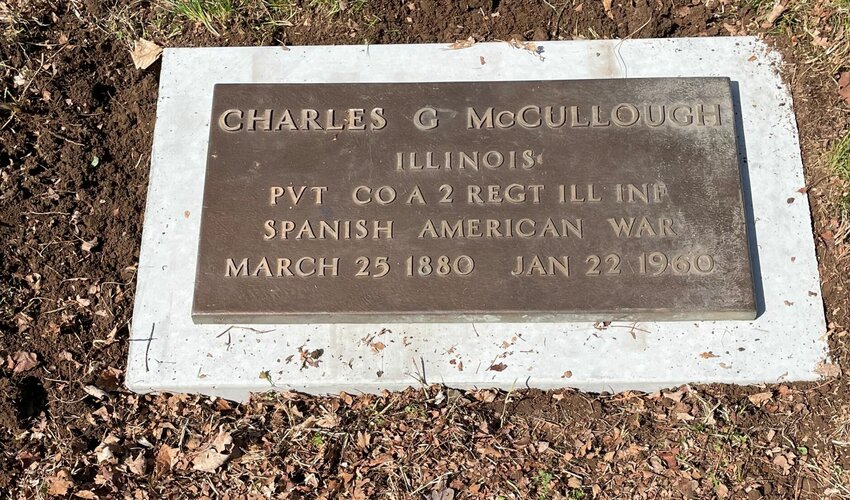 CHARLES G McCULLOUGH
ILLINOIS
PVT CO A 2 REGT ILL INF
SPANISH AMERICAN WAR
MARCH 25 1880 JAN 22 1960